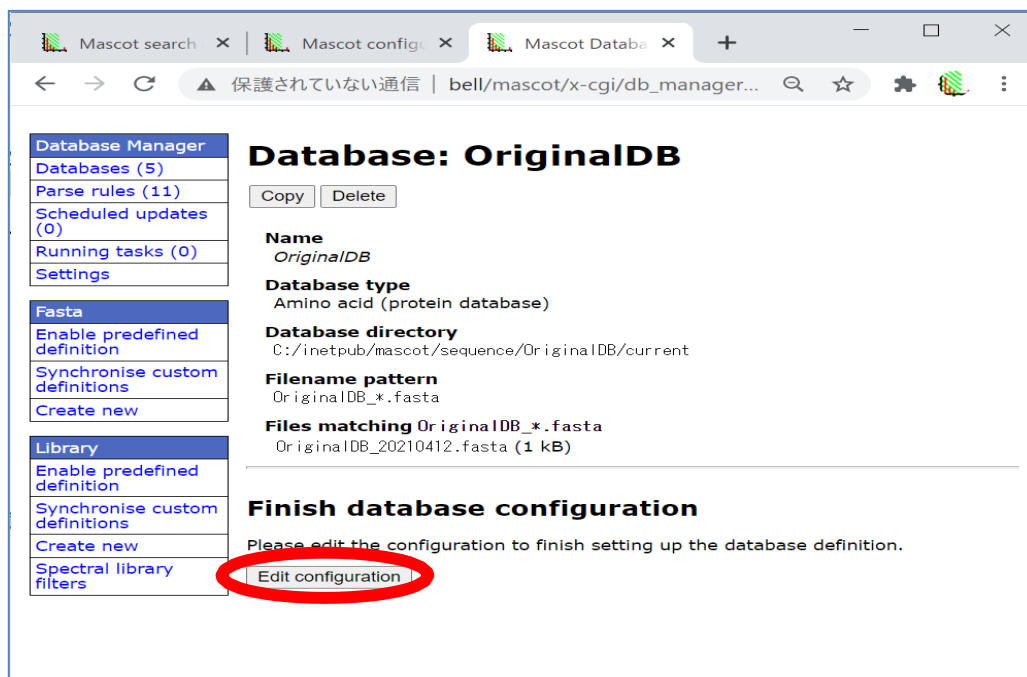 Mascot search
Mascot configu
Mascot Databa
保護されていない通信 | bell/mascot/x-cgi/db_manager...
Database Manager
Databases (5)
Parse rules (11)
Scheduled updates
(0)
Running tasks (0)
Settings
Fasta
Enable predefined
definition
Synchronise custom
definitions
Create new
Library
Enable predefined
definition
Synchronise custom
definitions
Create new
Spectral library
filters
Database: OriginalDB
Copy Delete
Name
OriginalDB
Database type
Amino acid (protein database)
Database directory
C:/inetpub/mascot/sequence/OriginalDB/current
Filename pattern
OriginalDB_*.fasta
Files matching OriginalDB_*.fasta
OriginalDB_20210412.fasta (1 kB)
Finish database configuration
Please edit the configuration to finish setting up the database definition.
Edit configuration